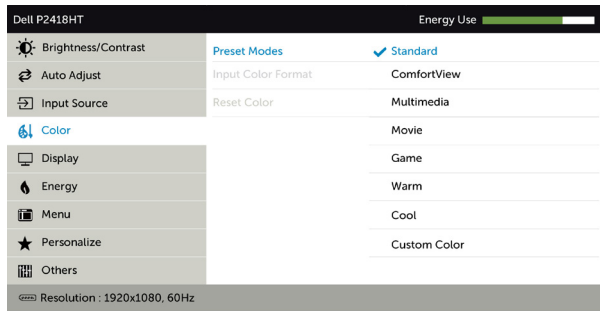 Dell P2418HT
Energy Use
Brightness/Contrast
Auto Adjust
Input Source
Color
Display
Energy
Menu
Personalize
Others
Preset Modes
Input Color Format
Reset Color
Standard
ComfortView
Multimedia
Movie
Game
Warm
Cool
Custom Color
Resolution : 1920x1080, 60Hz